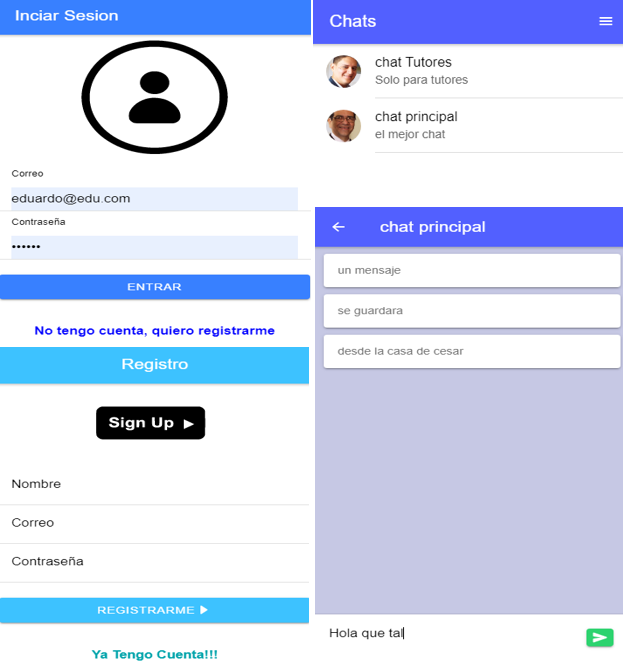 Inciar Sesion
Correo
eduardo@edu.com
Contraseña
••••••
ENTRAR
No tengo cuenta, quiero registrarme
Registro
Sign Up
Nombre
Correo
Contraseña
REGISTRARME
Ya Tengo Cuenta!!!
Chats
chat Tutores
Solo para tutores
chat principal
el mejor chat
chat principal
un mensaje
se guardara
desde la casa de cesar
Hola que tal